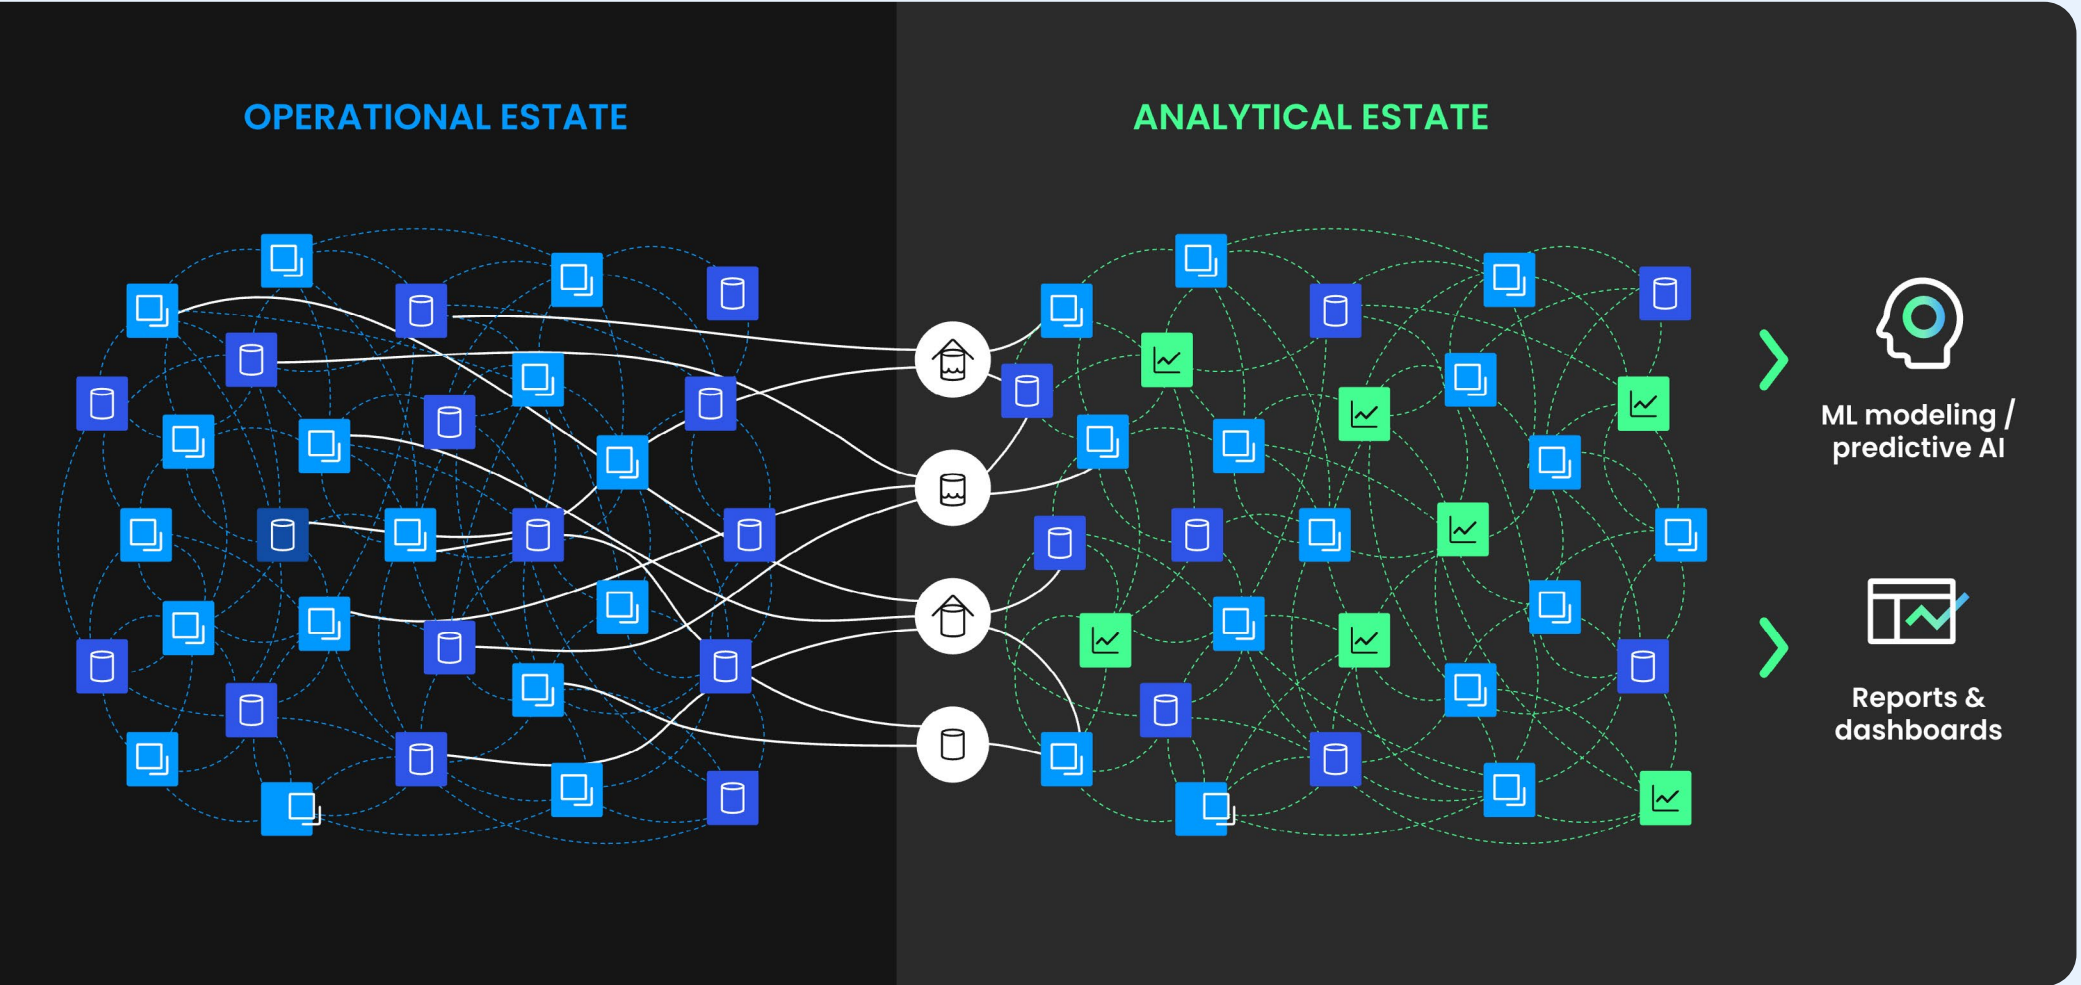 OPERATIONAL ESTATE
ANALYTICAL ESTATE
ML modeling /
predictive AI
Reports &
dashboards